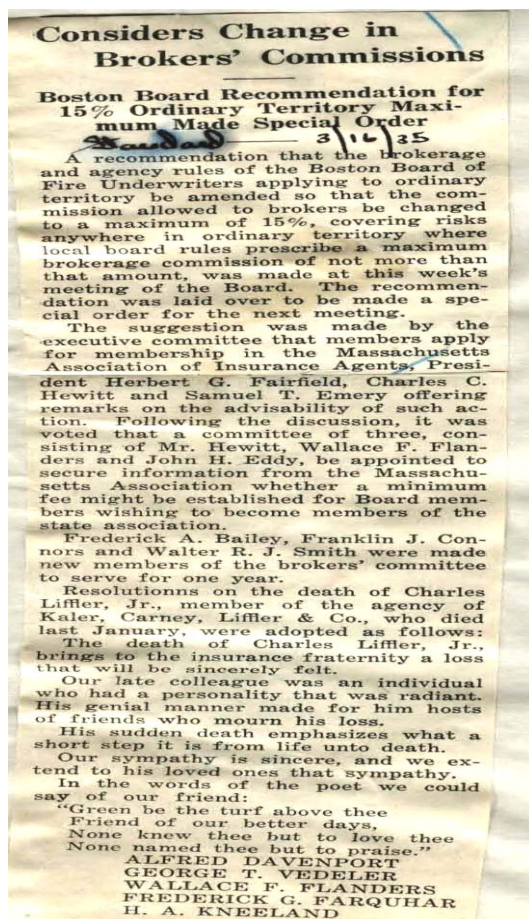 Considers Change in
Brokers' Commissions
Boston Board Recommendation for
15% Ordinary Territory Maxi-
mum Made Special Order
Standard 3/16/35
A recommendation that the brokerage
and agency rules of the Boston Board of
Fire Underwriters applying to ordinary
territory be amended so that the com-
mission allowed to brokers be changed
to a maximum of 15%, covering risks
anywhere in ordinary territory where
local board rules prescribe a maximum
brokerage commission of not more than
that amount, was made at this week's
meeting of the Board. The recommen-
dation was laid over to be made a spe-
cial order for the next meeting.
The suggestion was made by the
executive committee that members apply
for membership in the Massachusetts
Association of Insurance Agents, Presi-
dent Herbert G. Fairfield, Charles C.
Hewitt and Samuel T. Emery offering
remarks on the advisability of such ac-
tion. Following the discussion, it was
voted that a committee of three, con-
sisting of Mr. Hewitt, Wallace F. Flan-
ders and John H. Eddy, be appointed to
secure information from the Massachu-
setts Association whether a minimum
fee might be established for Board mem-
bers wishing to become members of the
state association.
Frederick A. Bailey, Franklin J. Con-
nors and Walter R. J. Smith were made
new members of the brokers' committee
to serve for one year.
Resolutionns on the death of Charles
Liffler, Jr., member of the agency of
Kaler, Carney, Liffler & Co., who died
last January, were adopted as follows:
The death of Charles Liffler, Jr.,
brings to the insurance fraternity a loss
that will be sincerely felt.
Our late colleague was an individual
who had a personality that was radiant.
His genial manner made for him hosts
of friends who mourn his loss.
His sudden death emphasizes what a
short step it is from life unto death.
Our sympathy is sincere, and we ex-
tend to his loved ones that sympathy.
In the words of the poet we could
say of our friend:
"Green be the turf above thee
Friend of our better days,
None knew thee but to love thee
None named thee but to praise."
ALFRED DAVENPORT
GEORGE T. VEDELER
WALLACE F. FLANDERS
FREDERICK G. FARQUHAR
H. A. KNEELAND